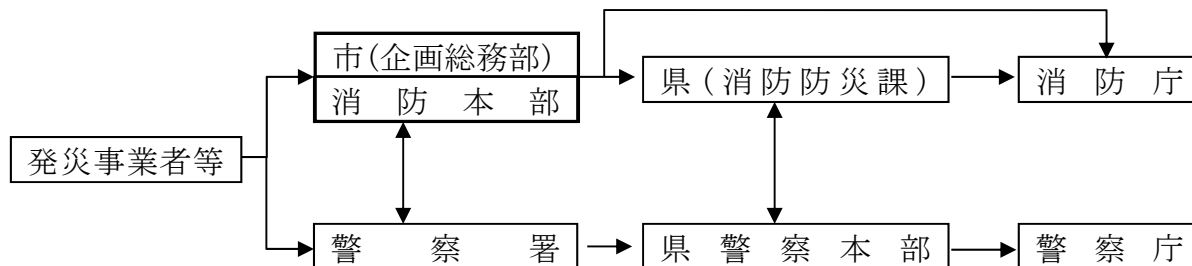 市(企画総務部)
消防本部
県(消防防災課)
消防庁
発災事業者等
警察署
県警察本部
警察庁